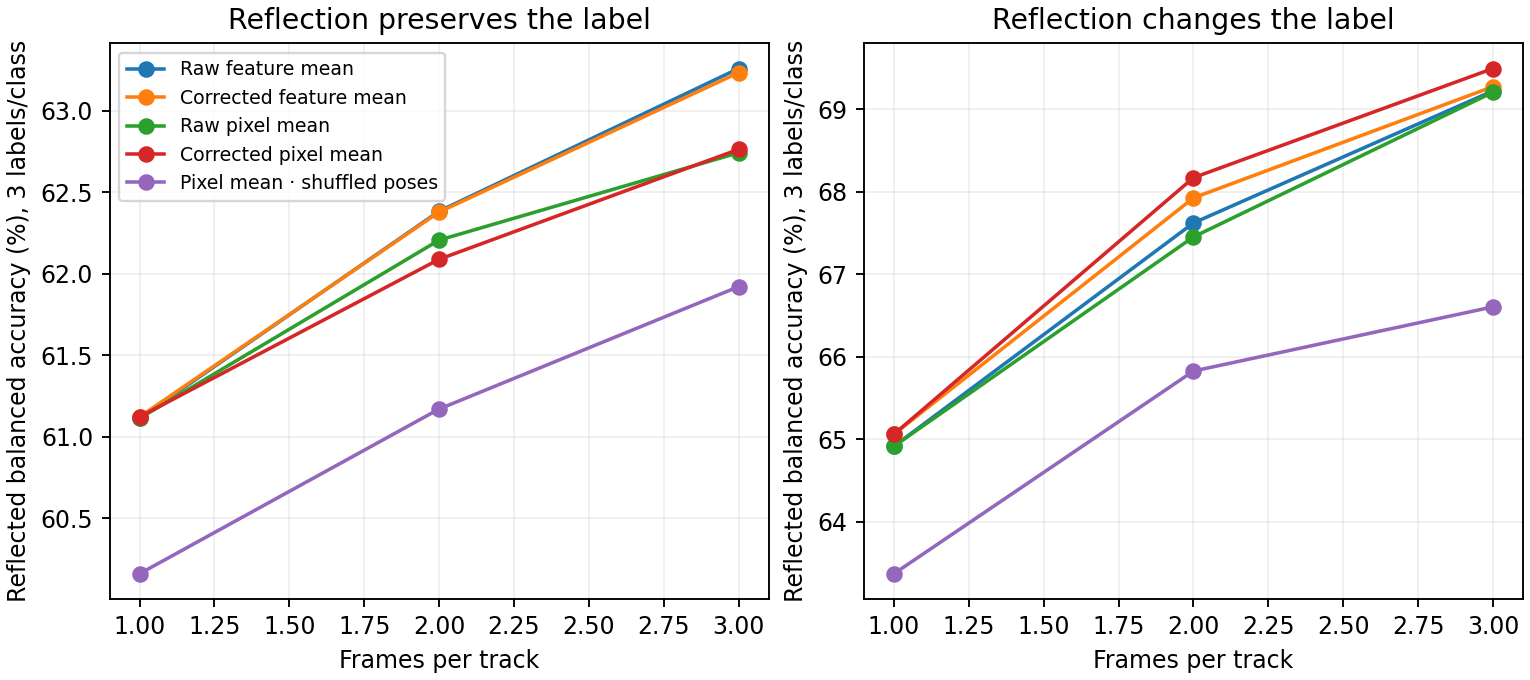 Reflection preserves the label
Reflected balanced accuracy (%), 3 labels/class
63.0
62.5
62.0
61.5
61.0
60.5
Raw feature mean
Corrected feature mean
Raw pixel mean
Corrected pixel mean
Pixel mean · shuffled poses
1.00 1.25 1.50 1.75 2.00 2.25 2.50 2.75 3.00
Frames per track
Reflection changes the label
Reflected balanced accuracy (%), 3 labels/class
69
68
67
66
65
64
1.00 1.25 1.50 1.75 2.00 2.25 2.50 2.75 3.00
Frames per track